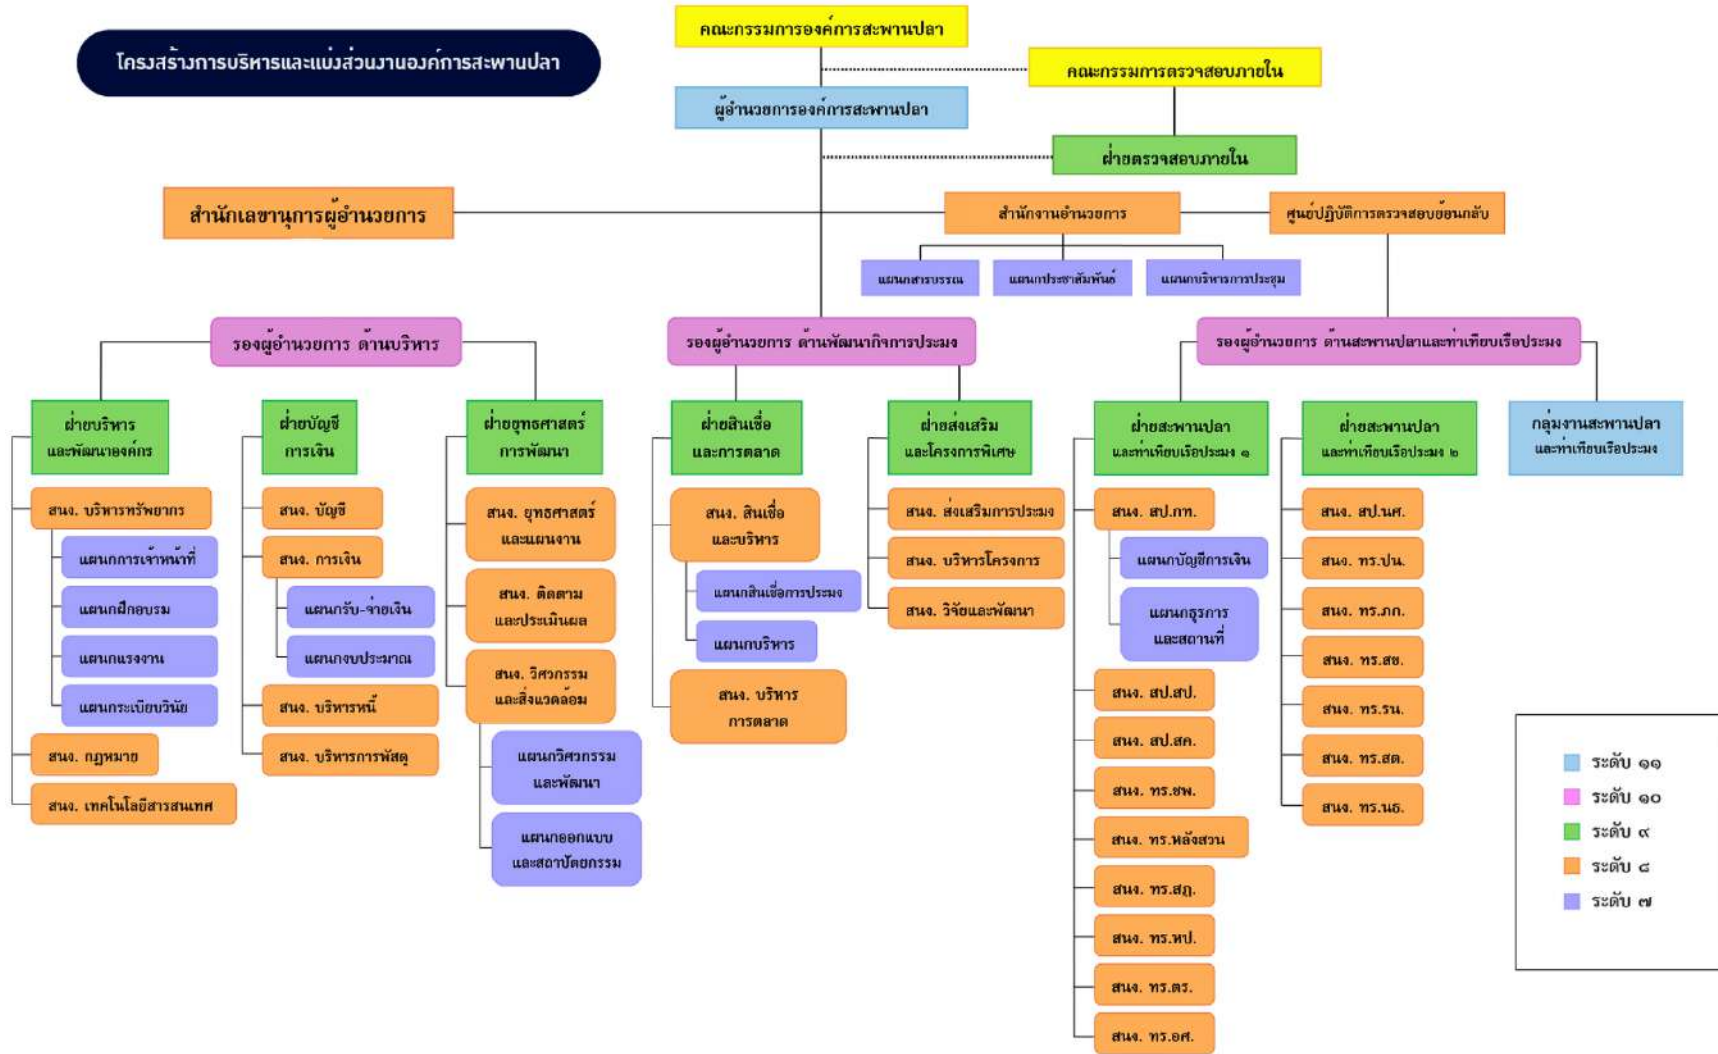 โครงสร้างการบริหารและแบ่งส่วนงานองค์การสะพานปลา
คณะกรรมการองค์การสะพานปลา
คณะกรรมการตรวจสอบภายใน
ผู้อำนวยการองค์การสะพานปลา
ฝ่ายตรวจสอบภายใน
สำนักเลขานุการผู้อำนวยการ
สำนักงานอำนวยการ
ศูนย์ปฏิบัติการตรวจสอบย้อนกลับ
แผนกสารบรรณ
แผนกประชาสัมพันธ์
แผนกบริหารการประชุม
รองผู้อำนวยการ ด้านบริหาร
รองผู้อำนวยการ ด้านพัฒนากิจการประมง
รองผู้อำนวยการ ด้านสะพานปลาและท่าเทียบเรือประมง
ฝ่ายบริหาร
และพัฒนาองค์กร
สนง. บริหารทรัพยากร
แผนกการเจ้าหน้าที่
แผนกฝึกอบรม
แผนกแรงงาน
แผนกระเบียบวินัย
สนง. กฎหมาย
สนง. เทคโนโลยีสารสนเทศ
ฝ่ายบัญชี
การเงิน
สนง. บัญชี
สนง. การเงิน
แผนกรับ-จ่ายเงิน
แผนกงบประมาณ
สนง. บริหารหนี้
สนง. บริหารการพัสดุ
ฝ่ายยุทธศาสตร์
การพัฒนา
สนง. ยุทธศาสตร์
และแผนงาน
สนง. ติดตาม
และประเมินผล
สนง. วิศวกรรม
และสิ่งแวดล้อม
แผนกวิศวกรรม
และพัฒนา
แผนกออกแบบ
และสถาปัตยกรรม
ฝ่ายสินเชื่อ
และการตลาด
สนง. สินเชื่อ
และบริหาร
แผนกสินเชื่อการประมง
แผนกบริหาร
สนง. บริหาร
การตลาด
ฝ่ายส่งเสริม
และโครงการพิเศษ
สนง. ส่งเสริมการประมง
สนง. บริหารโครงการ
สนง. วิจัยและพัฒนา
ฝ่ายสะพานปลา
และท่าเทียบเรือประมง ๑
สนง. สป.กท.
แผนกบัญชีการเงิน
แผนกธุรการ
และสถานที่
สนง. สป.สป.
สนง. สป.สค.
สนง. ทร.ชพ.
สนง. ทร.หลังสวน
สนง. ทร.สฎ.
สนง. ทร.หป.
สนง. ทร.ตร.
สนง. ทร.อศ.
ฝ่ายสะพานปลา
และท่าเทียบเรือประมง ๒
สนง. สป.นศ.
สนง. ทร.ปน.
สนง. ทร.ภก.
สนง. ทร.สข.
สนง. ทร.รน.
สนง. ทร.สต.
สนง. ทร.นธ.
กลุ่มงานสะพานปลา
และท่าเทียบเรือประมง
ระดับ ๑๑
ระดับ ๑๐
ระดับ ๙
ระดับ ๘
ระดับ ๗